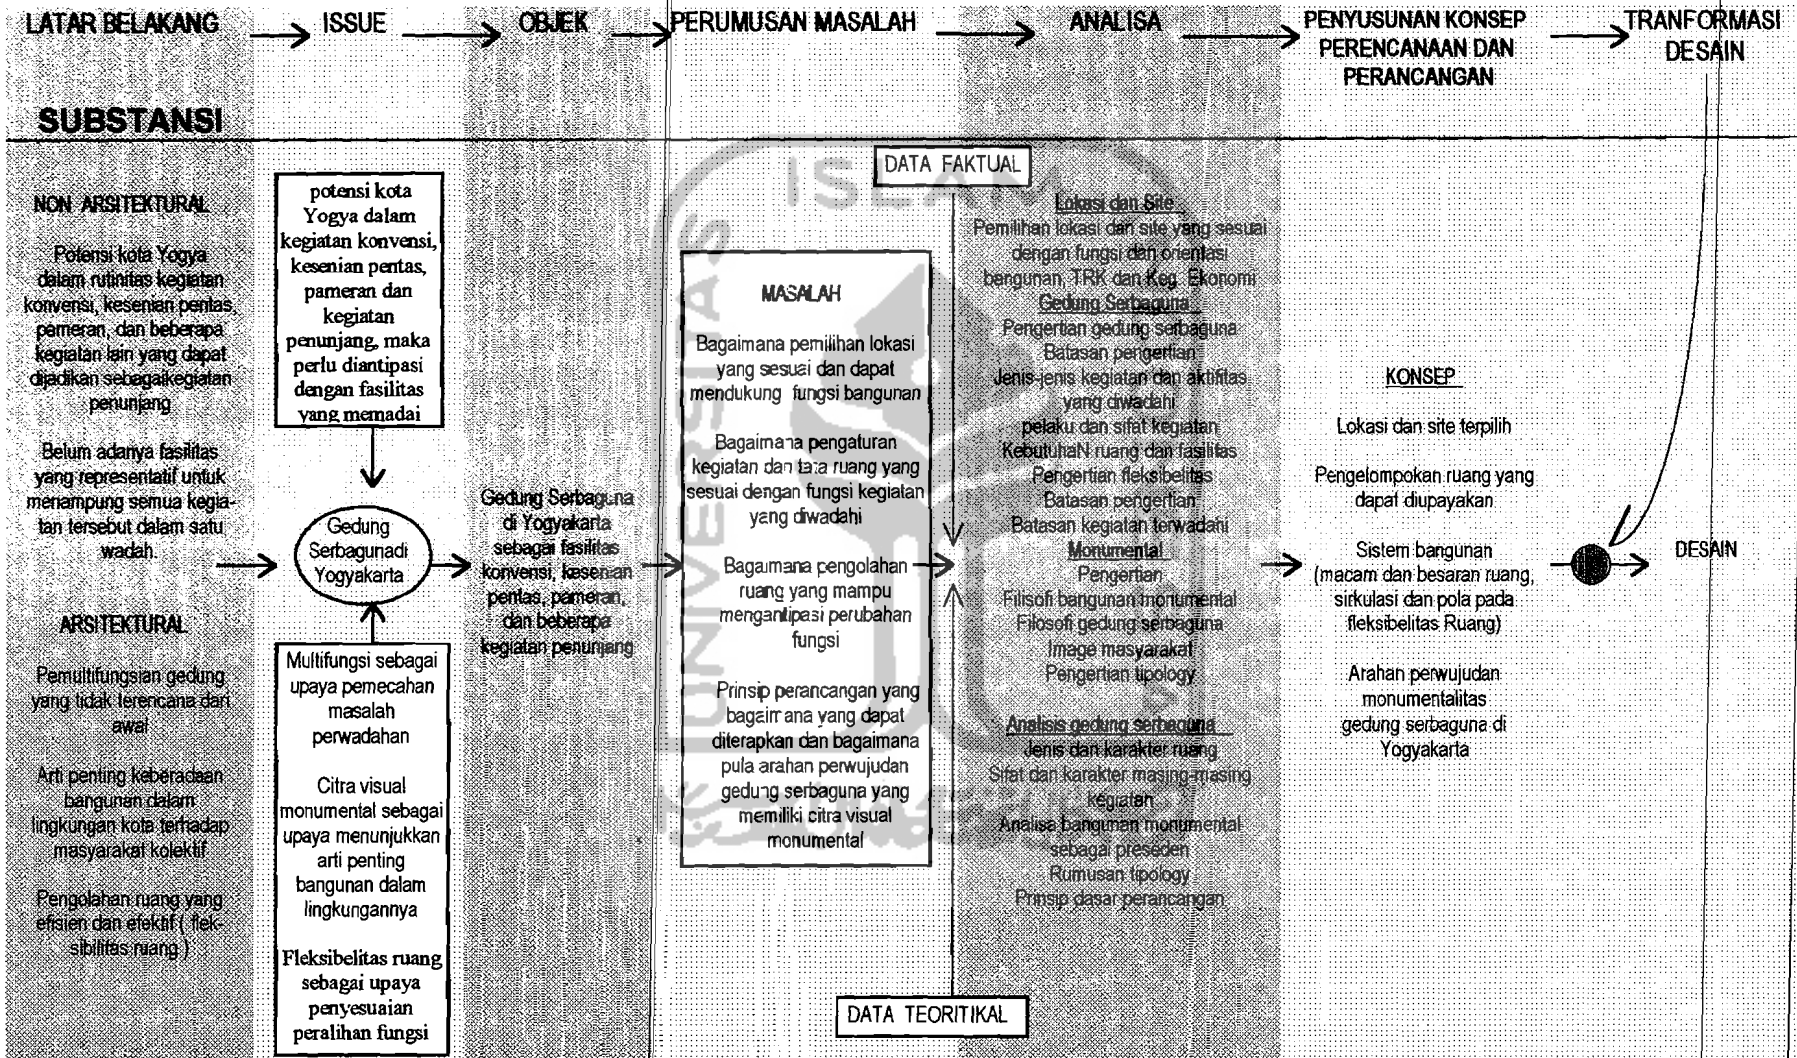 LATAR BELAKANG
ISSUE
OBJEK
PERUMUSAN MASALAH
ANALISA
PENYUSUNAN KONSEP
PERENCANAAN DAN
PERANCANGAN
TRANFORMASI
DESAIN
SUBSTANSI
NON ARSITEKTURAL
Potensi kota Yogya
dalam rutinitas kegiatan
konvensi, kesenian pentas,
pameran, dan beberapa
kegiatan lain yang dapat
dijadikan sebagaikegiatan
penunjang
Belum adanya fasilitas
yang representatif untuk
menampung semua kegia-
tan tersebut dalam satu
wadah.
ARSITEKTURAL
Pemultifungsian gedung
yang tidak terencana dari
awal
Arti penting keberadaan
bangunan dalam
lingkungan kota terhadap
masyarakat kolektif
Pengolahan ruang yang
efisien dan efektif ( flek-
sibilitas ruang )
potensi kota
Yogya dalam
kegiatan konvensi,
kesenian pentas,
pameran dan
kegiatan
penunjang, maka
perlu diantipasi
dengan fasilitas
yang memadai
Gedung
Serbagunadi
Yogyakarta
Multifungsi sebagai
upaya pemecahan
masalah
perwadahan
Citra visual
monumental sebagai
upaya menunjukkan
arti penting
bangunan dalam
lingkungannya
Fleksibelitas ruang
sebagai upaya
penyesuaian
peralihan fungsi
Gedung Serbaguna
di Yogyakarta
sebagai fasilitas
konvensi, kesenian
pentas, pameran,
dan beberapa
kegiatan penunjang
MASALAH
Bagaimana pemilihan lokasi
yang sesuai dan dapat
mendukung fungsi bangunan
Bagaimana pengaturan
kegiatan dan tata ruang yang
sesuai dengan fungsi kegiatan
yang diwadahi
Bagaimana pengolahan
ruang yang mampu
mengantipasi perubahan
fungsi
Prinsip perancangan yang
bagaimana yang dapat
diterapkan dan bagaimana
pula arahan perwujudan
gedung serbaguna yang
memiliki citra visual
monumental
DATA FAKTUAL
DATA TEORITIKAL
Lokasi dan Site
Pemilihan lokasi dan site yang sesuai
dengan fungsi dan orientasi
bangunan, TRK dan Keg. Ekonomi
Gedung Serbaguna
Pengertian gedung serbaguna
Batasan pengertian
Jenis-jenis kegiatan dan aktifitas
yang diwadahi
pelaku dan sifat kegiatan
KebutuhaN ruang dan fasilitas
Pengertian fleksibelitas
Batasan pengertian
Batasan kegiatan terwadahi
Monumental
Pengertian
Filisofi bangunan monumental
Filosofi gedung serbaguna
Image masyarakat
Pengertian tipology
Analisis gedung serbaguna
Jenis dan karakter ruang
Sifat dan karakter masing-masing
kegiatan
Analisa bangunan monumental
sebagai preseden
Rumusan tipology
Prinsip dasar perancangan
KONSEP
Lokasi dan site terpilih
Pengelompokan ruang yang
dapat diupayakan
Sistem bangunan
(macam dan besaran ruang,
sirkulasi dan pola pada
fleksibelitas Ruang)
Arahan perwujudan
monumentalitas
gedung serbaguna di
Yogyakarta
DESAIN
UNIVERSITAS
ISLAM